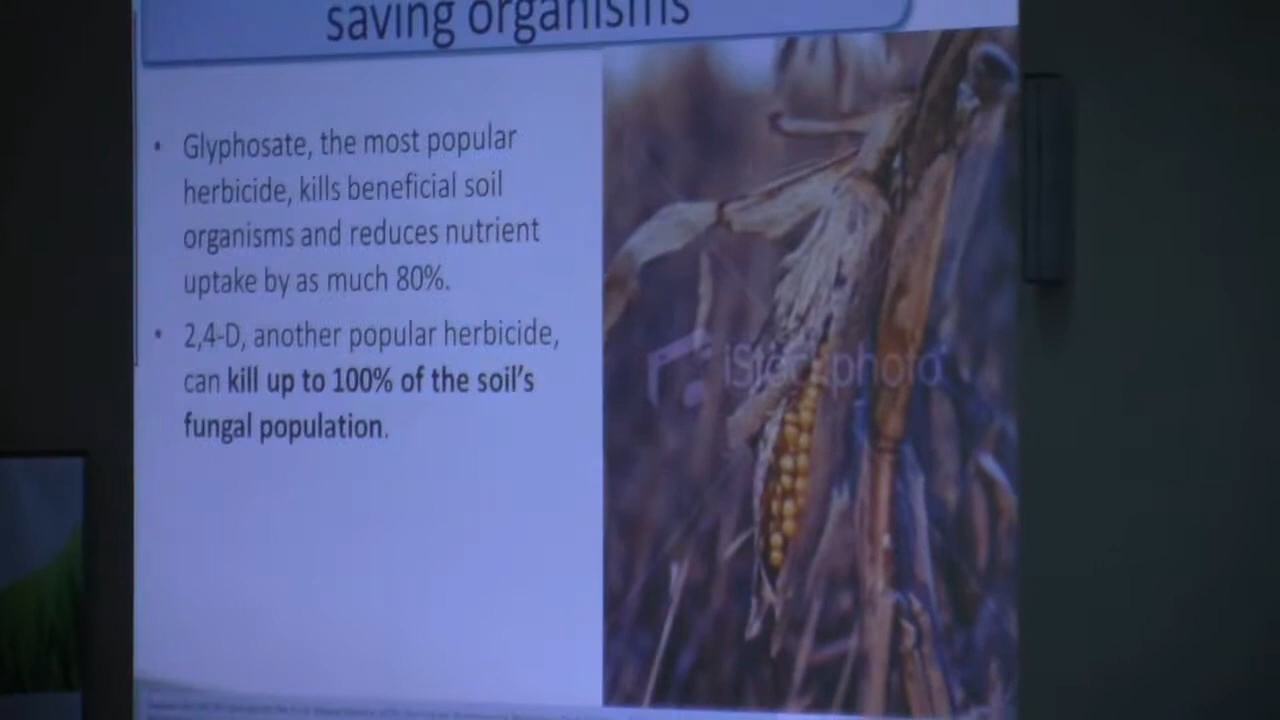 saving organisms
• Glyphosate, the most popular
herbicide, kills beneficial soil
organisms and reduces nutrient
uptake by as much 80%.
• 2,4-D, another popular herbicide,
can kill up to 100% of the soil's
fungal population.
iStockphoto